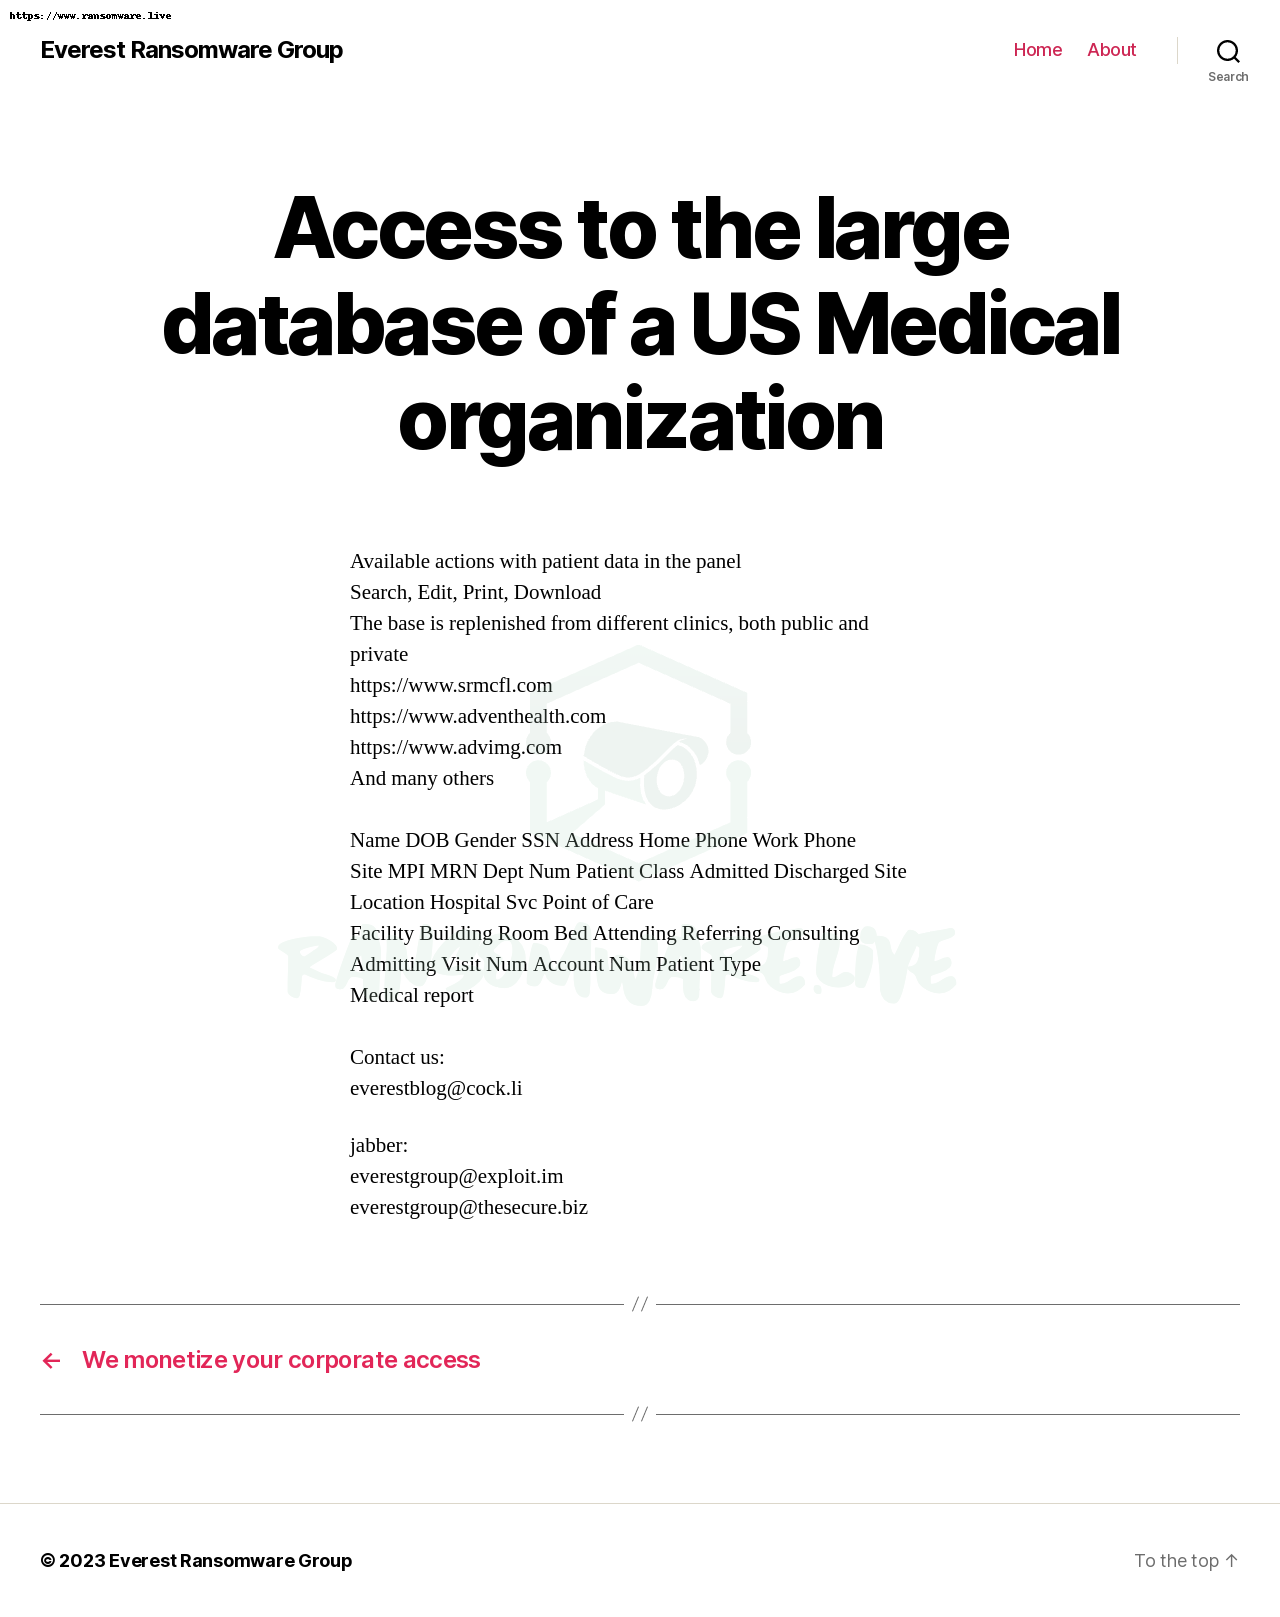 https://www.ransomware.live
Everest Ransomware Group
Home About
Search
Access to the large
database of a US Medical
organization
Available actions with patient data in the panel
Search, Edit, Print, Download
The base is replenished from different clinics, both public and
private
https://www.srmcfl.com
https://www.adventhealth.com
https://www.advimg.com
And many others
Name DOB Gender SSN Address Home Phone Work Phone
Site MPI MRN Dept Num Patient Class Admitted Discharged Site
Location Hospital Svc Point of Care
Facility Building Room Bed Attending Referring Consulting
RANSOMWARE.LIVE
Admitting Visit Num Account Num Patient Type
Medical report
Contact us:
everestblog@cock.li
jabber:
everestgroup@exploit.im
everestgroup@thesecure.biz
//
← We monetize your corporate access
//
© 2023 Everest Ransomware Group
To the top ↑